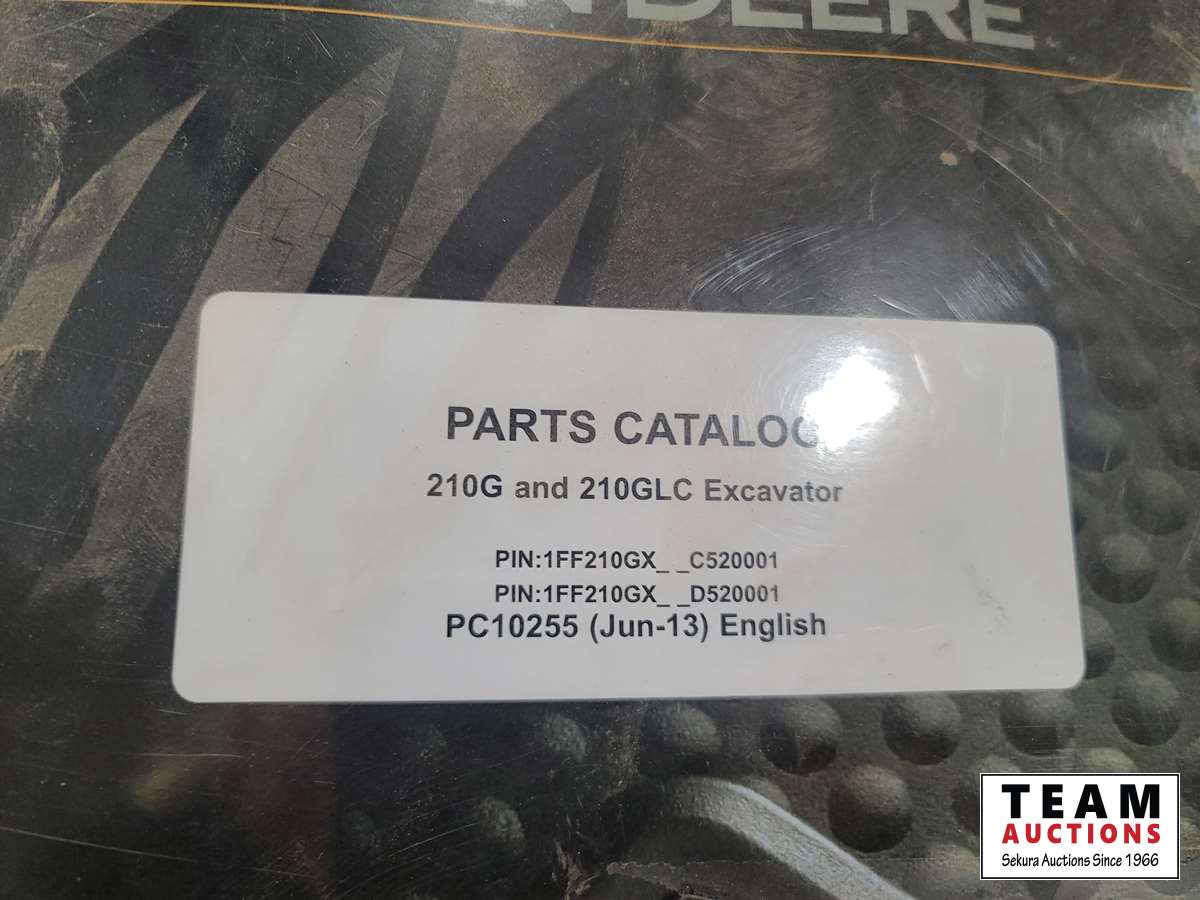 DEERE
PARTS CATALOG
210G and 210GLC Excavator
PIN:1FF210GX_ _C520001
PIN:1FF210GX_ _D520001
PC10255 (Jun-13) English
TEAM
AUCTIONS
Sekura Auctions Since 1966